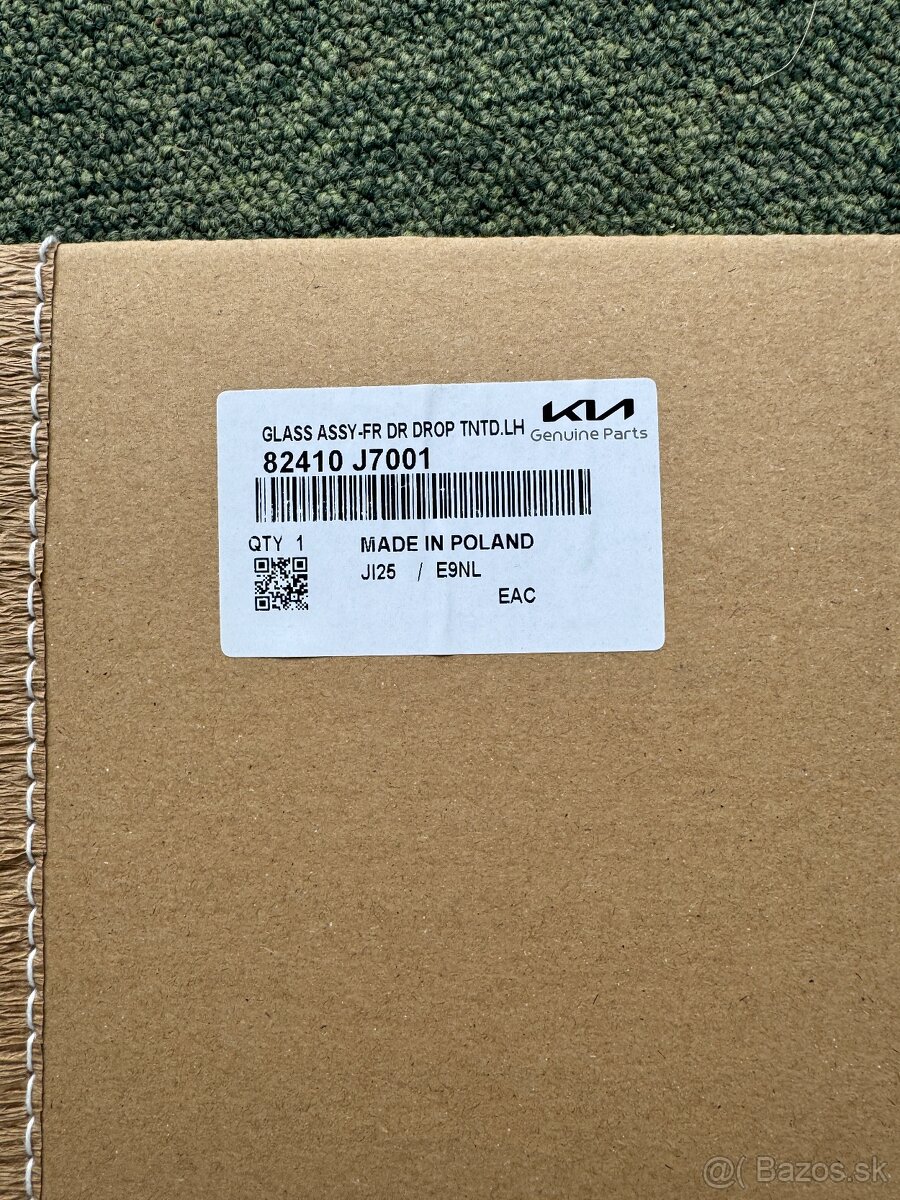 GLASS ASSY-FR DR DROP TNTD.LH
KIA
Genuine Parts
82410 J7001
QTY 1
MADE IN POLAND
JI25 / E9NL
EAC
@( Bazos.sk